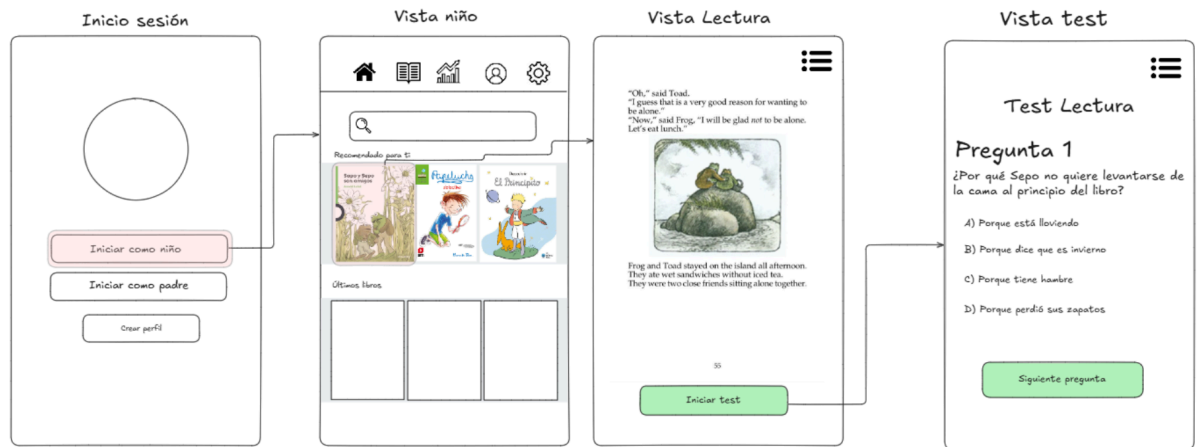 Inicio sesión
Iniciar como niño
Iniciar como padre
Crear perfil
Vista niño
Recomendado para ti
Sapo y Sepo
son amigos
Papelucho
El Principito
Últimos libros
Vista Lectura
"Oh," said Toad.
"I guess that is a very good reason for wanting to
be alone."
"Now," said Frog, "I will be glad not to be alone.
Let's eat lunch."
Frog and Toad stayed on the island all afternoon.
They ate wet sandwiches without iced tea.
They were two close friends sitting alone together.
55
Iniciar test
Vista test
Test Lectura
Pregunta 1
¿Por qué Sepo no quiere levantarse de
la cama al principio del libro?
A) Porque está lloviendo
B) Porque dice que es invierno
C) Porque tiene hambre
D) Porque perdió sus zapatos
Siguiente pregunta